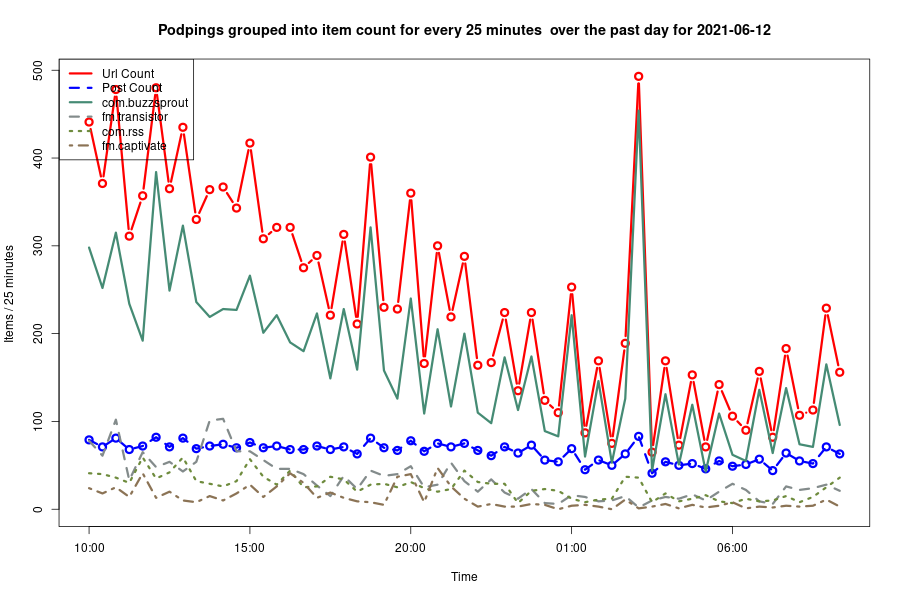 Podpings grouped into item count for every 25 minutes  over the past day for 2021-06-12
Url Count
Post Count
com.buzzsprout
fm.transistor
com.rss
fm.captivate
500
400
300
200
100
0
Items / 25 minutes
10:00 15:00 20:00 01:00 06:00
Time